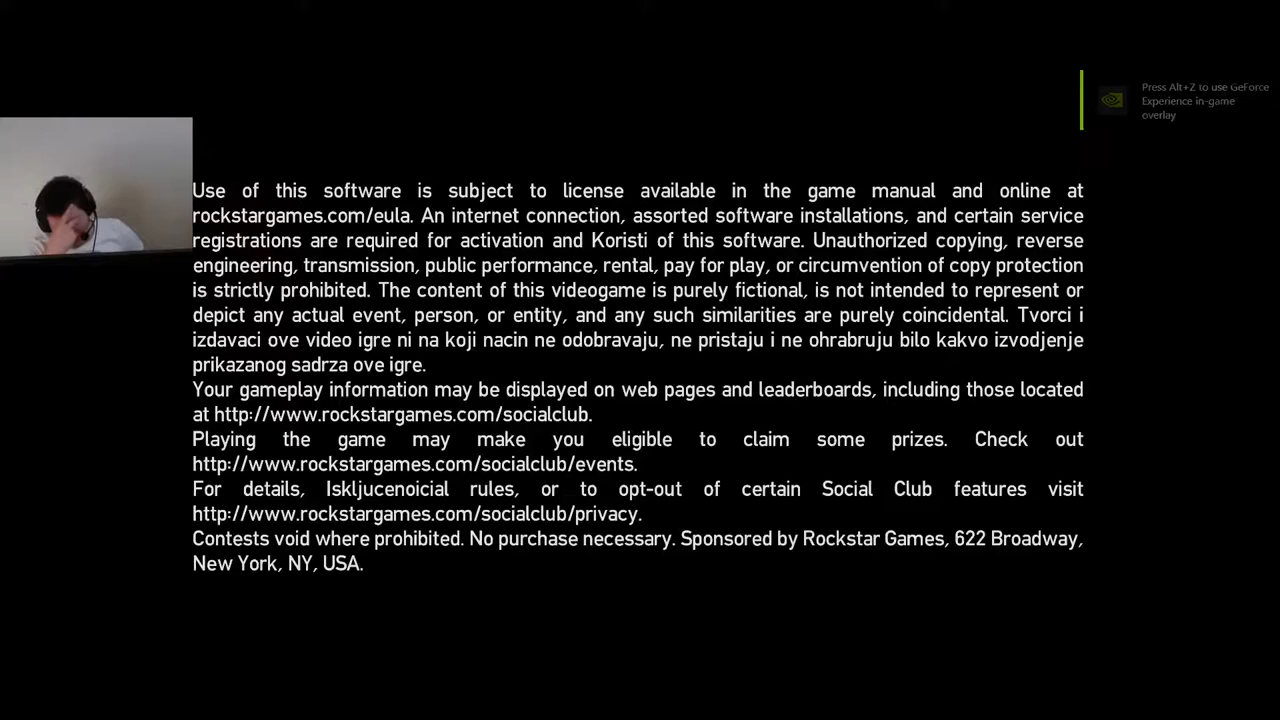 Press Alt+Z to use GeForce
Experience in-game
overlay
Use of this software is subject to license available in the game manual and online at
rockstargames.com/eula. An internet connection, assorted software installations, and certain service
registrations are required for activation and Koristi of this software. Unauthorized copying, reverse
engineering, transmission, public performance, rental, pay for play, or circumvention of copy protection
is strictly prohibited. The content of this videogame is purely fictional, is not intended to represent or
depict any actual event, person, or entity, and any such similarities are purely coincidental. Tvorci i
izdavaci ove video igre ni na koji nacin ne odobravaju, ne pristaju i ne ohrabruju bilo kakvo izvodjenje
prikazanog sadrza ove igre.
Your gameplay information may be displayed on web pages and leaderboards, including those located
at http://www.rockstargames.com/socialclub.
Playing the game may make you eligible to claim some prizes. Check out
http://www.rockstargames.com/socialclub/events.
For details, Iskljucenoicial rules, or to opt-out of certain Social Club features visit
http://www.rockstargames.com/socialclub/privacy.
Contests void where prohibited. No purchase necessary. Sponsored by Rockstar Games, 622 Broadway,
New York, NY, USA.